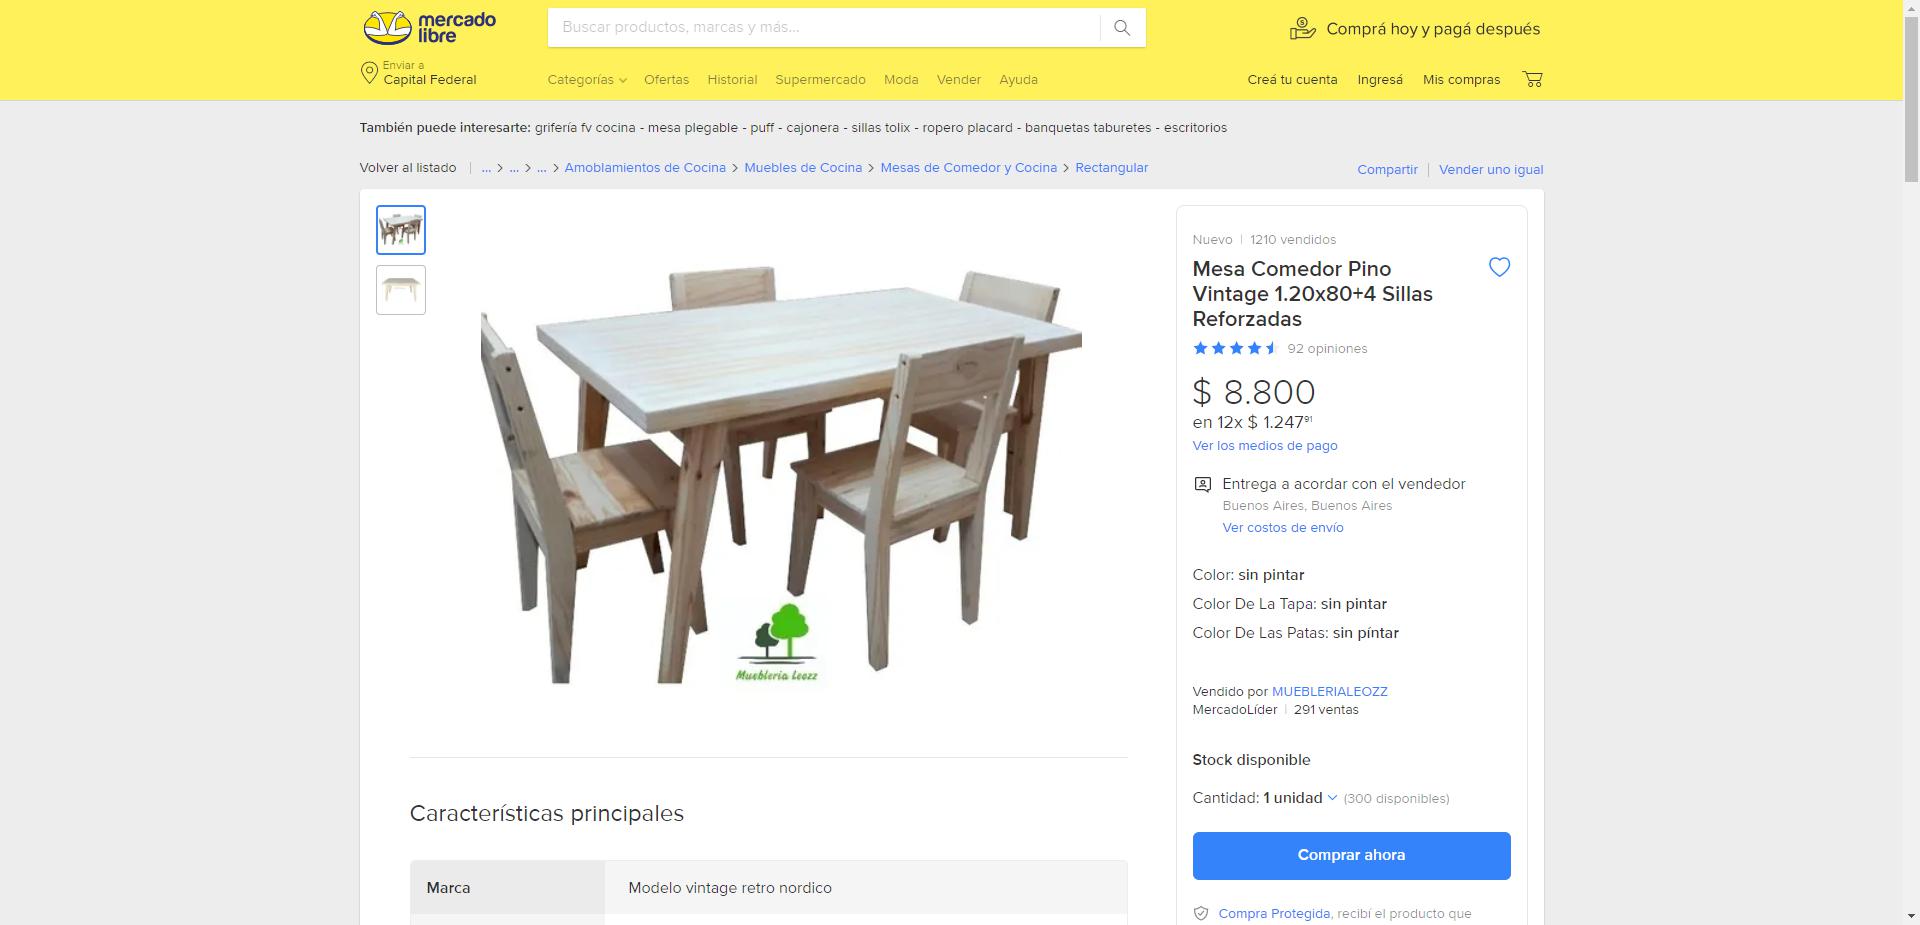 mercado
libre
Buscar productos, marcas y más...
Comprá hoy y pagá después
Enviar a
Capital Federal
Categorías Ofertas Historial Supermercado Moda Vender Ayuda
Creá tu cuenta Ingresá Mis compras
También puede interesarte: grifería fv cocina - mesa plegable - puff - cajonera - sillas tolix - ropero placard - banquetas taburetes - escritorios
Volver al listado | ... > ... > ... > Amoblamientos de Cocina > Muebles de Cocina > Mesas de Comedor y Cocina > Rectangular
Compartir | Vender uno igual
Muebleria Leozz
Características principales
Marca Modelo vintage retro nordico
Nuevo | 1210 vendidos
Mesa Comedor Pino
Vintage 1.20x80+4 Sillas
Reforzadas
92 opiniones
$ 8.800
en 12x $ 1.247⁹¹
Ver los medios de pago
Entrega a acordar con el vendedor
Buenos Aires, Buenos Aires
Ver costos de envío
Color: sin pintar
Color De La Tapa: sin pintar
Color De Las Patas: sin píntar
Vendido por MUEBLERIALEOZZ
MercadoLíder | 291 ventas
Stock disponible
Cantidad: 1 unidad (300 disponibles)
Comprar ahora
Compra Protegida, recibí el producto que